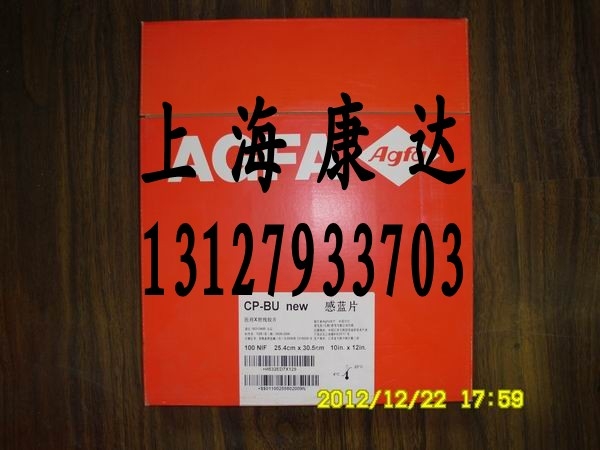 上海康达
AGFA
Agfa
13127933703
CP-BU new 感蓝片
医用X射线胶片
100 NIF 25.4cm x 30.5cm 10in. x 12in.
2012/12/22 17:59